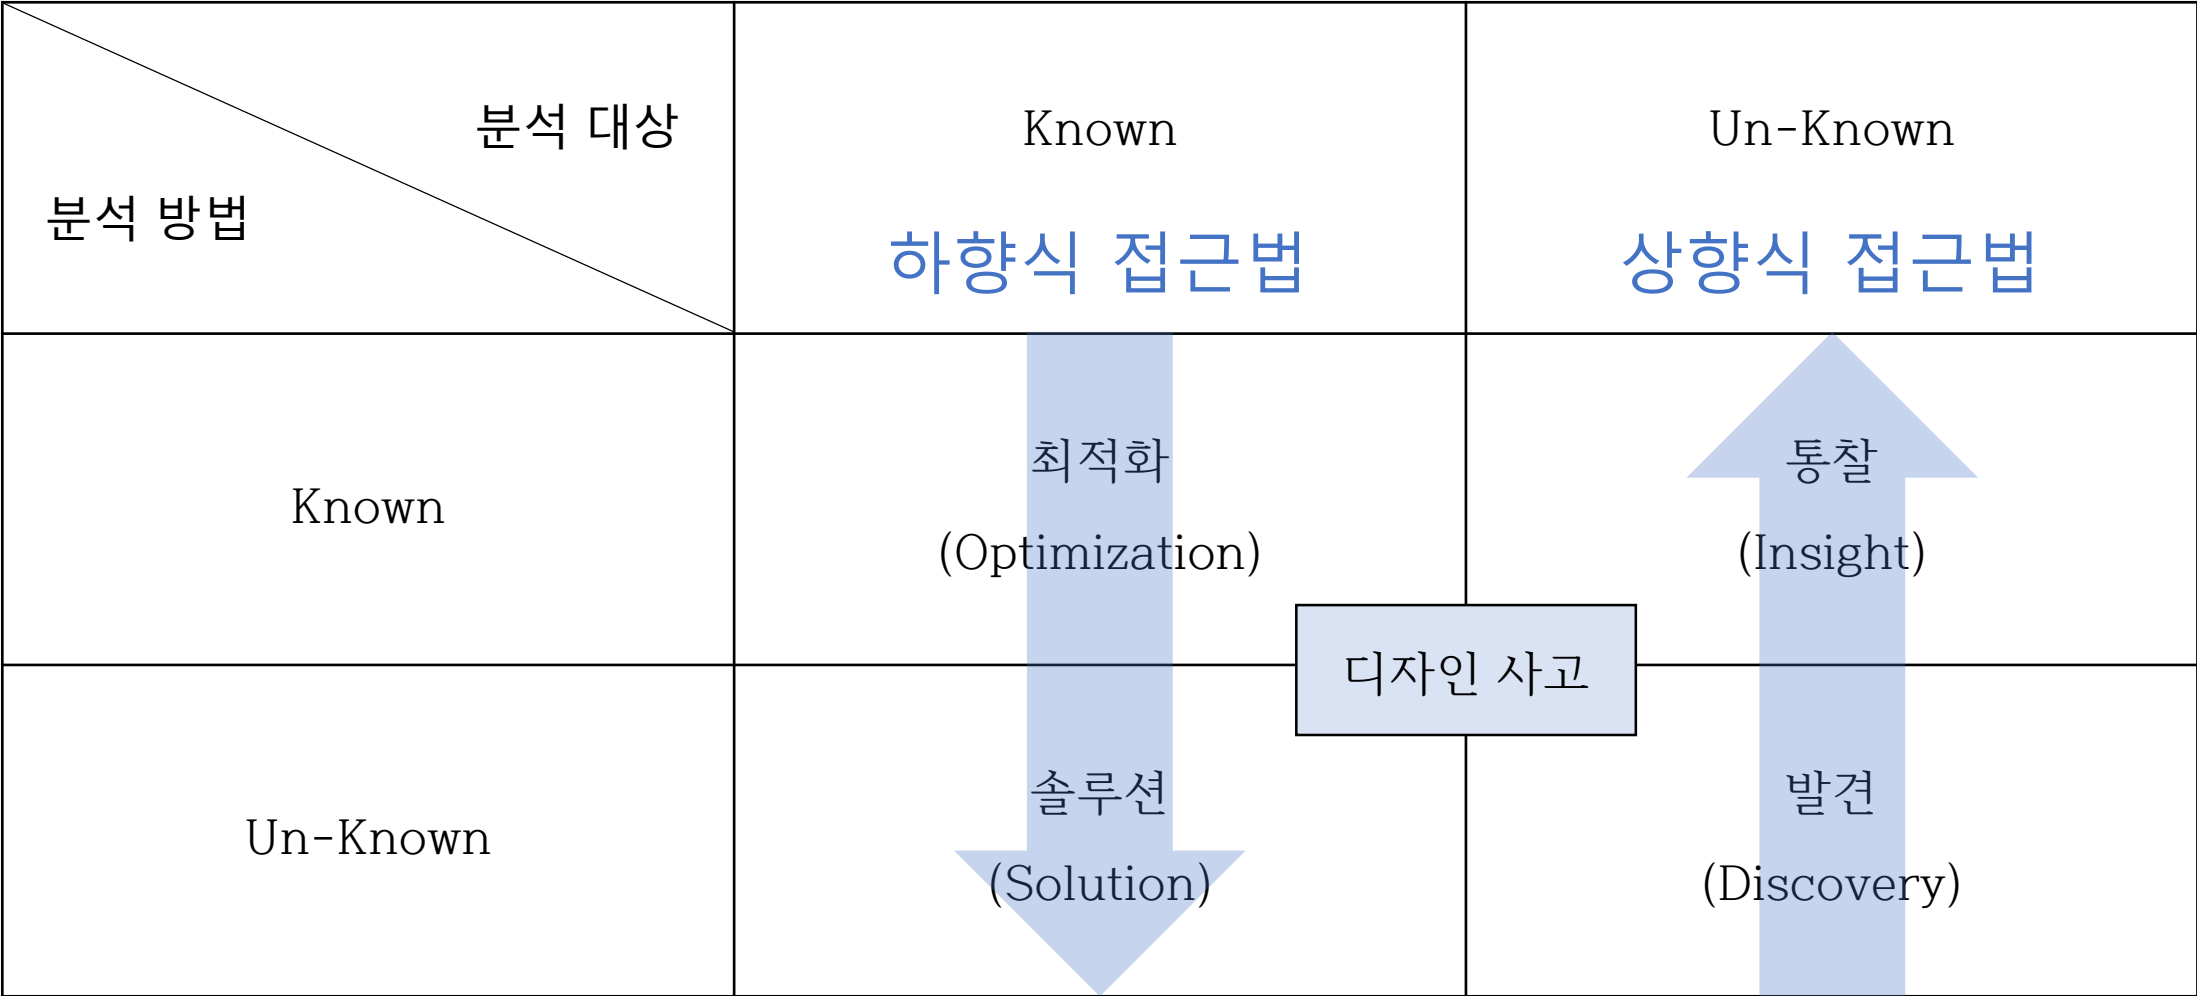 분석 대상
분석 방법
Known
하향식 접근법
Un-Known
상향식 접근법
Known
최적화
(Optimization)
통찰
(Insight)
디자인 사고
Un-Known
솔루션
(Solution)
발견
(Discovery)